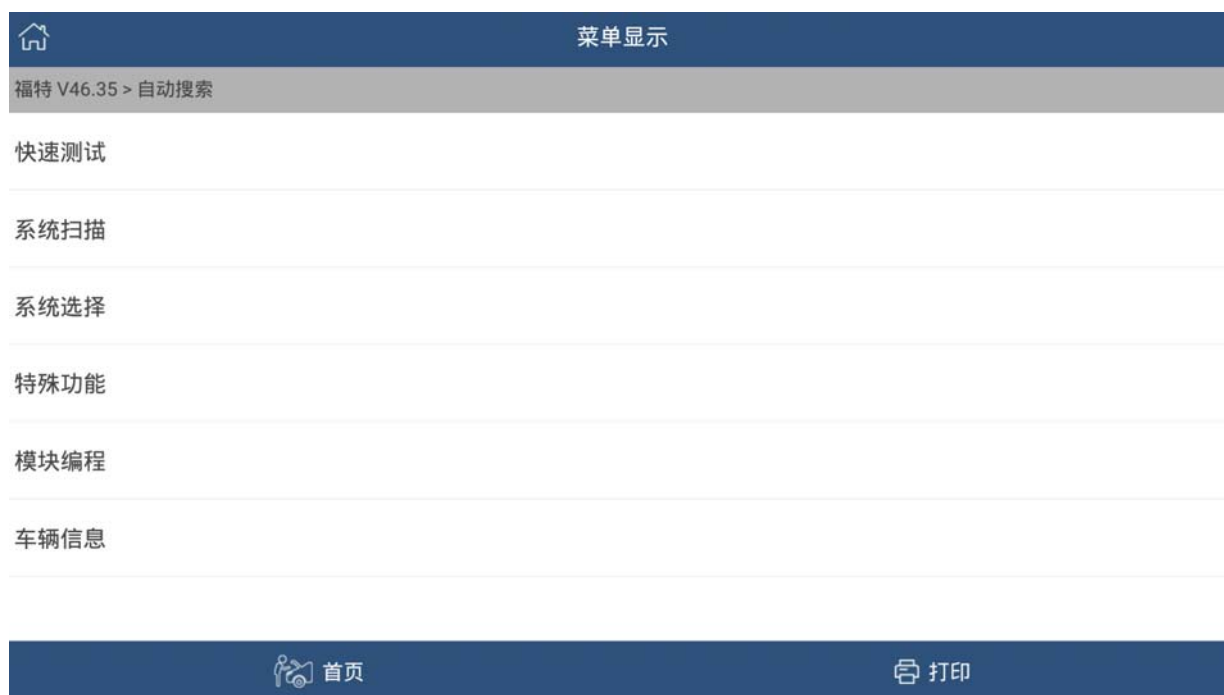 菜单显示
福特 V46.35 > 自动搜索
快速测试
系统扫描
系统选择
特殊功能
模块编程
车辆信息
首页
打印